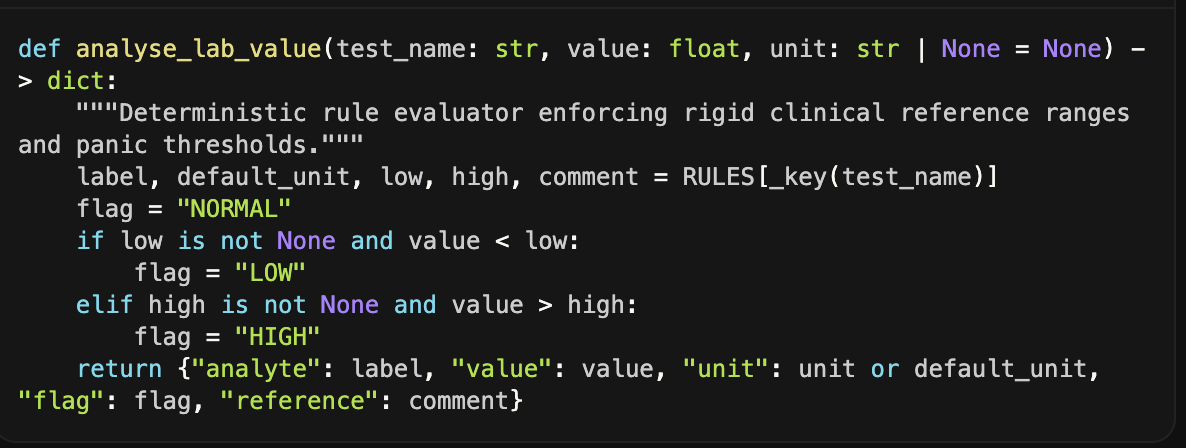 def analyse_lab_value(test_name: str, value: float, unit: str | None = None) –
> dict:
    """Deterministic rule evaluator enforcing rigid clinical reference ranges
and panic thresholds."""
    label, default_unit, low, high, comment = RULES[_key(test_name)]
    flag = "NORMAL"
    if low is not None and value < low:
        flag = "LOW"
    elif high is not None and value > high:
        flag = "HIGH"
    return {"analyte": label, "value": value, "unit": unit or default_unit,
"flag": flag, "reference": comment}